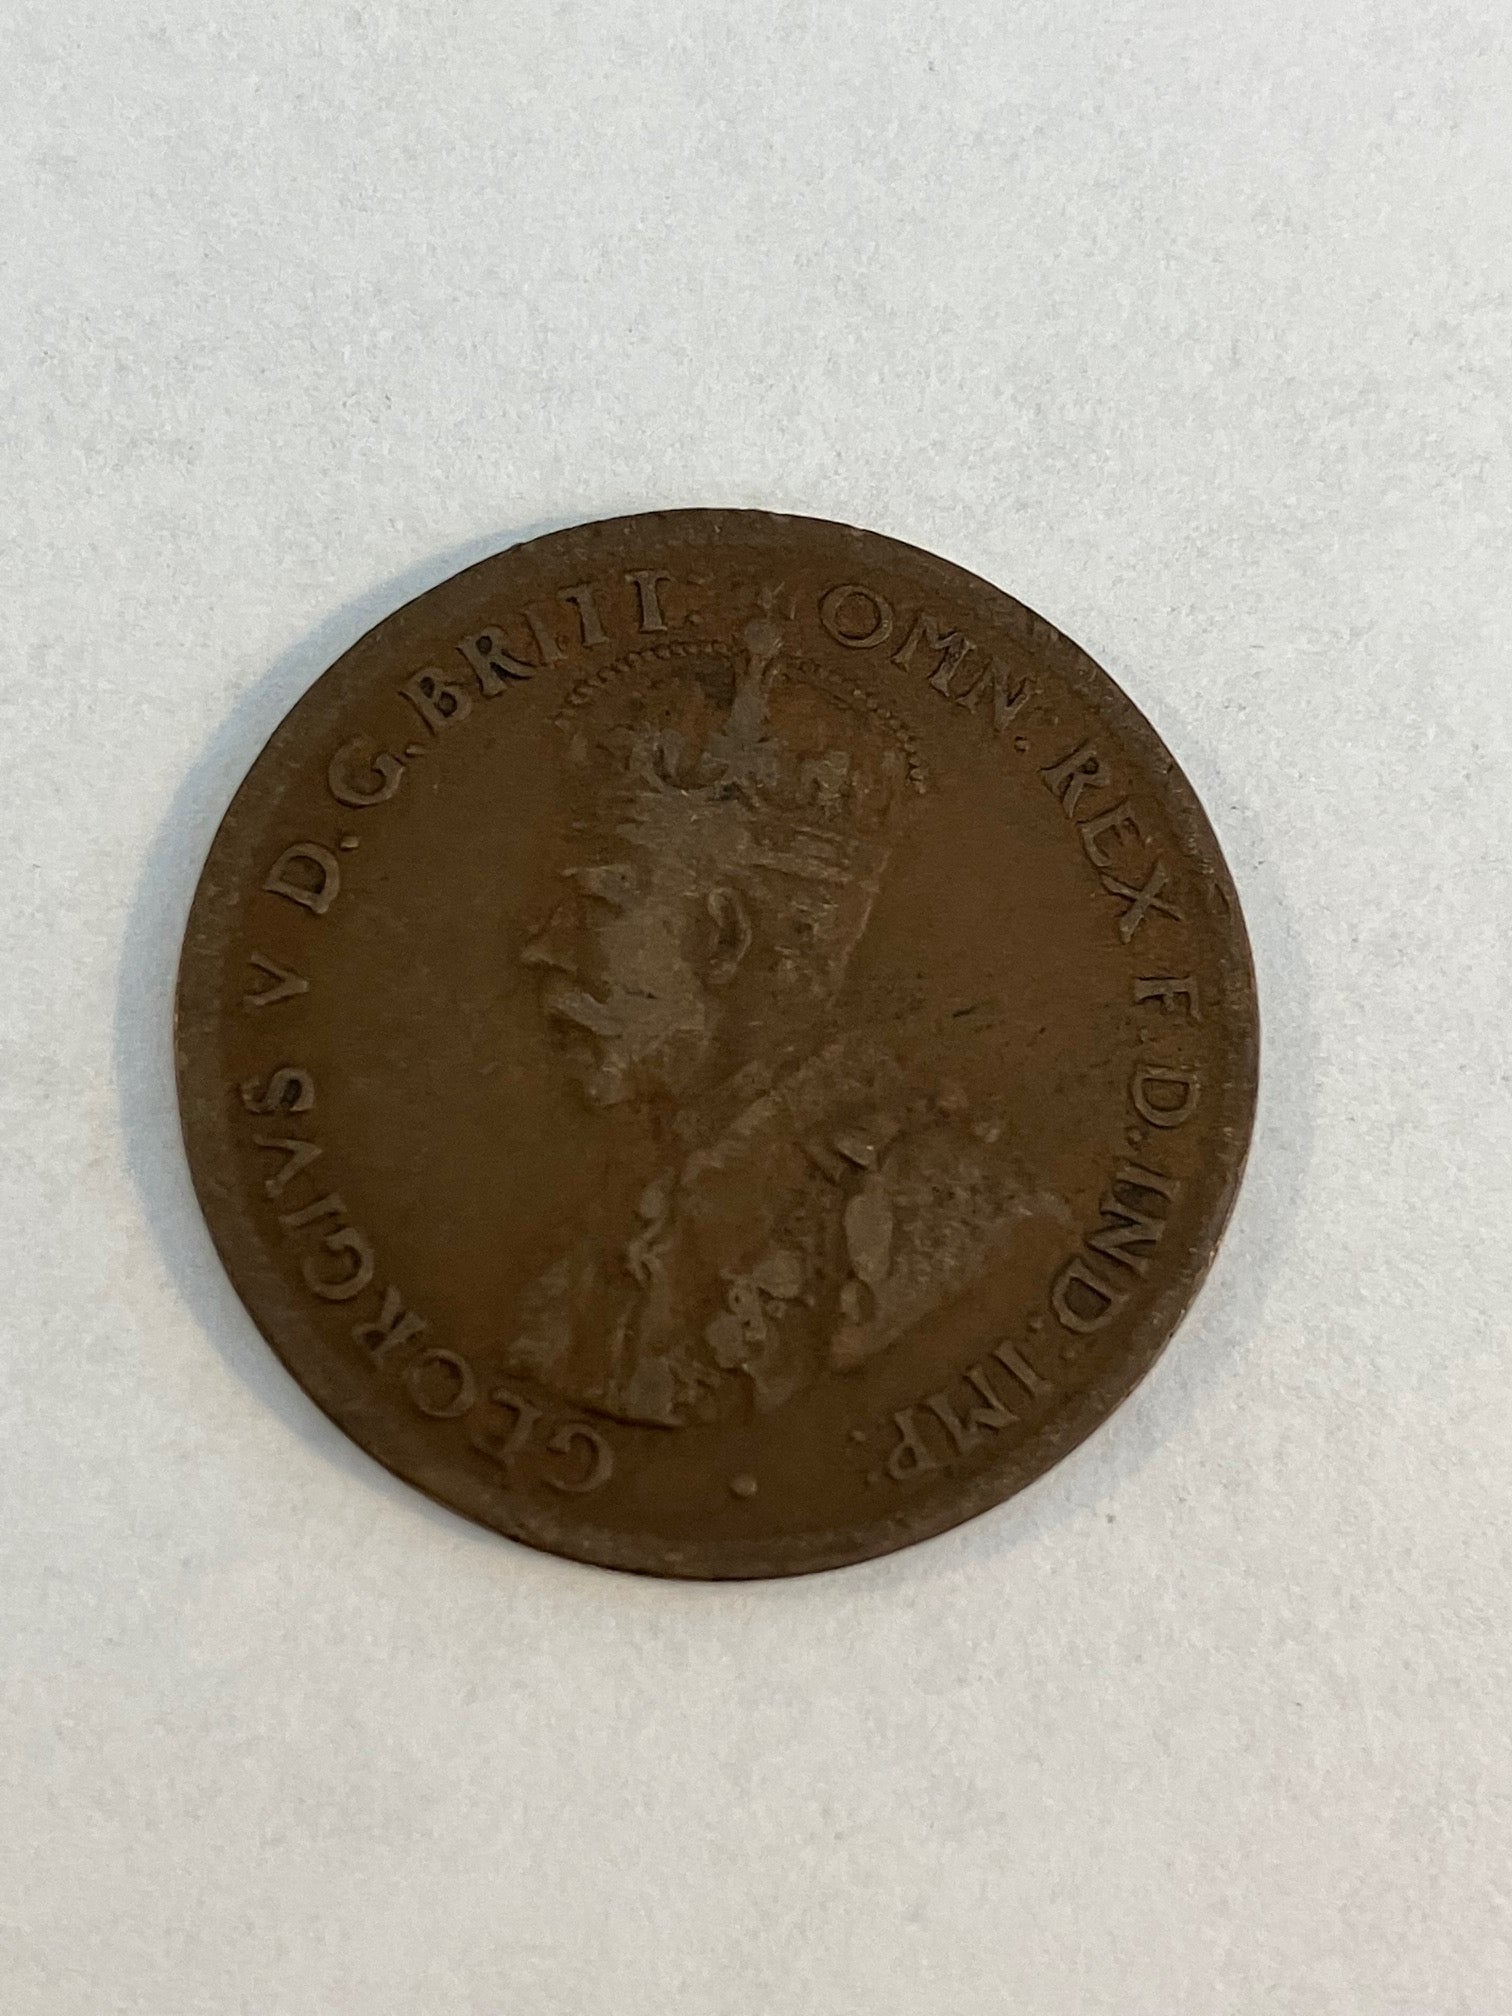 GEORGIVS V D.G.BRITT: OMN: REX F.D.IND:IMP: